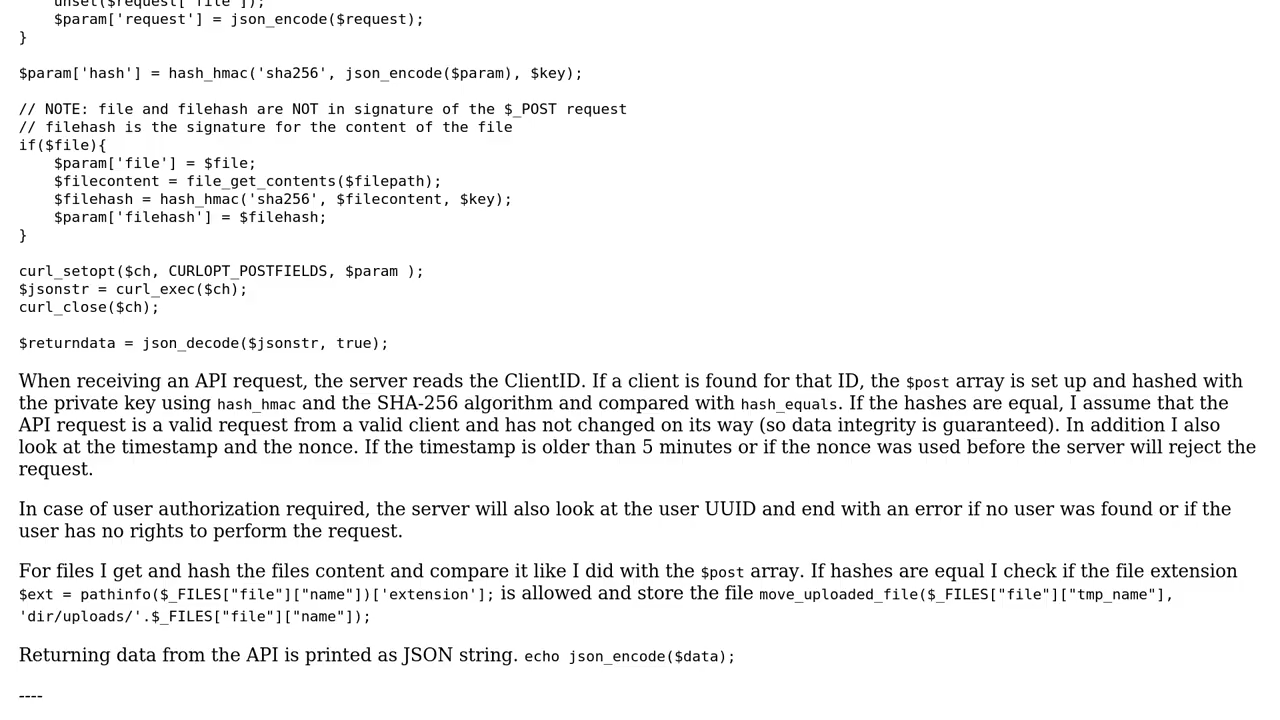 unset($request['file']);
$param['request'] = json_encode($request);
}
$param['hash'] = hash_hmac('sha256', json_encode($param), $key);
// NOTE: file and filehash are NOT in signature of the $_POST request
// filehash is the signature for the content of the file
if($file){
$param['file'] = $file;
$filecontent = file_get_contents($filepath);
$filehash = hash_hmac('sha256', $filecontent, $key);
$param['filehash'] = $filehash;
}
curl_setopt($ch, CURLOPT_POSTFIELDS, $param );
$jsonstr = curl_exec($ch);
curl_close($ch);
$returndata = json_decode($jsonstr, true);
When receiving an API request, the server reads the ClientID. If a client is found for that ID, the $post array is set up and hashed with
the private key using hash_hmac and the SHA-256 algorithm and compared with hash_equals. If the hashes are equal, I assume that the
API request is a valid request from a valid client and has not changed on its way (so data integrity is guaranteed). In addition I also
look at the timestamp and the nonce. If the timestamp is older than 5 minutes or if the nonce was used before the server will reject the
request.
In case of user authorization required, the server will also look at the user UUID and end with an error if no user was found or if the
user has no rights to perform the request.
For files I get and hash the files content and compare it like I did with the $post array. If hashes are equal I check if the file extension
$ext = pathinfo($_FILES["file"]["name"])['extension']; is allowed and store the file move_uploaded_file($_FILES["file"]["tmp_name"],
'dir/uploads/'.$_FILES["file"]["name"]);
Returning data from the API is printed as JSON string. echo json_encode($data);
----